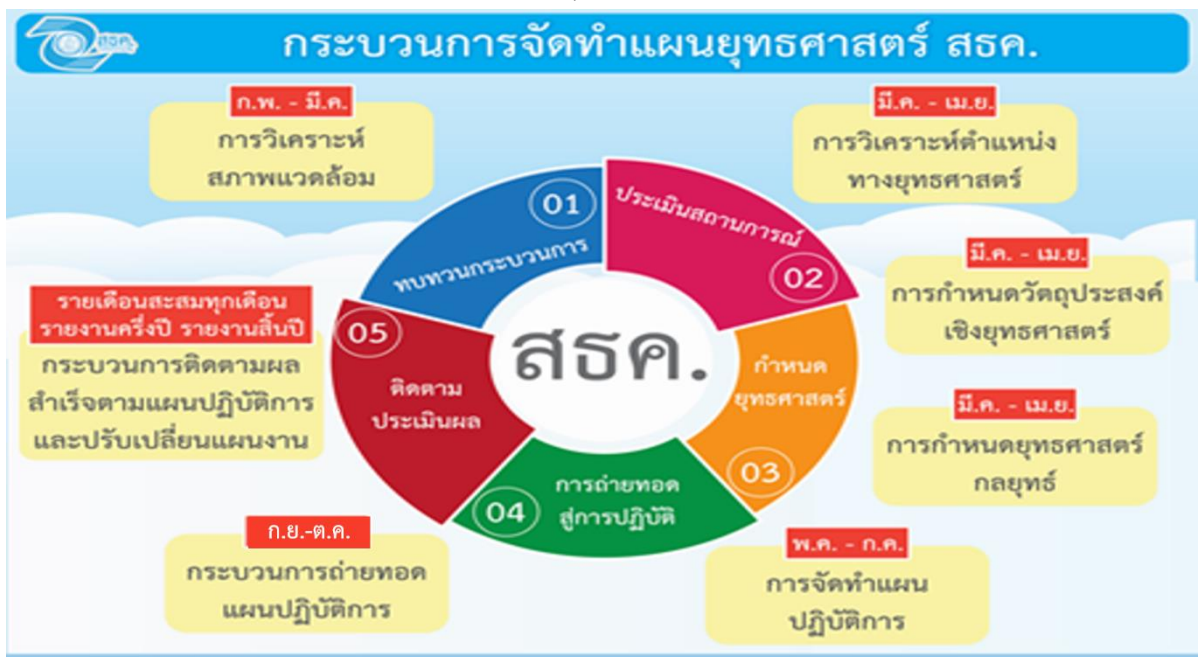 สธค.
กระบวนการจัดทำแผนยุทธศาสตร์ สธค.
ก.พ. - มี.ค.
การวิเคราะห์
สภาพแวดล้อม
มี.ค. - เม.ย.
การวิเคราะห์ตำแหน่ง
ทางยุทธศาสตร์
01
ทบทวนกระบวนการ
ประเมินสถานการณ์
02
มี.ค. - เม.ย.
การกำหนดวัตถุประสงค์
เชิงยุทธศาสตร์
รายเดือนสะสมทุกเดือน
รายงานครึ่งปี รายงานสิ้นปี
กระบวนการติดตามผล
สำเร็จตามแผนปฏิบัติการ
และปรับเปลี่ยนแผนงาน
05
ติดตาม
ประเมินผล
สธค.
กำหนด
ยุทธศาสตร์
03
มี.ค. - เม.ย.
การกำหนดยุทธศาสตร์
กลยุทธ์
04
การถ่ายทอด
สู่การปฏิบัติ
ก.ย.-ต.ค.
กระบวนการถ่ายทอด
แผนปฏิบัติการ
พ.ค. - ก.ค.
การจัดทำแผน
ปฏิบัติการ